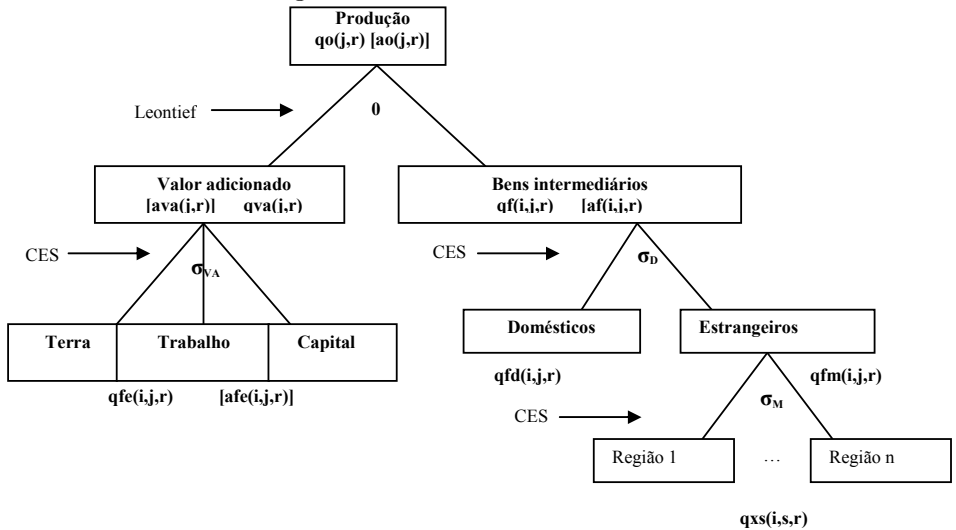 Produção
qo(j,r) [ao(j,r)]
Leontief
0
Valor adicionado
[ava(j,r)] qva(j,r)
Bens intermediários
qf(i,j,r) [af(i,j,r)
CES
σVA
CES
σD
Terra
Trabalho
Capital
Domésticos
Estrangeiros
qfe(i,j,r) [afe(i,j,r)]
qfd(i,j,r)
qfm(i,j,r)
CES
σM
Região 1
...
Região n
qxs(i,s,r)